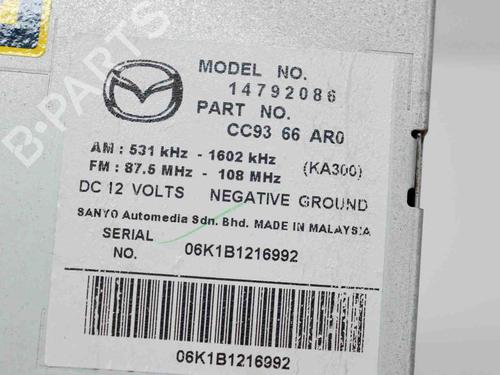 B-PARTS
MODEL NO.
14792086
PART NO.
CC93 66 AR0
AM : 531 kHz - 1602 kHz
(KA300)
FM : 87.5 MHz - 108 MHz
DC 12 VOLTS NEGATIVE GROUND
SANYO Automedia Sdn. Bhd. MADE IN MALAYSIA
SERIAL
NO.
06K1B1216992
06K1B1216992